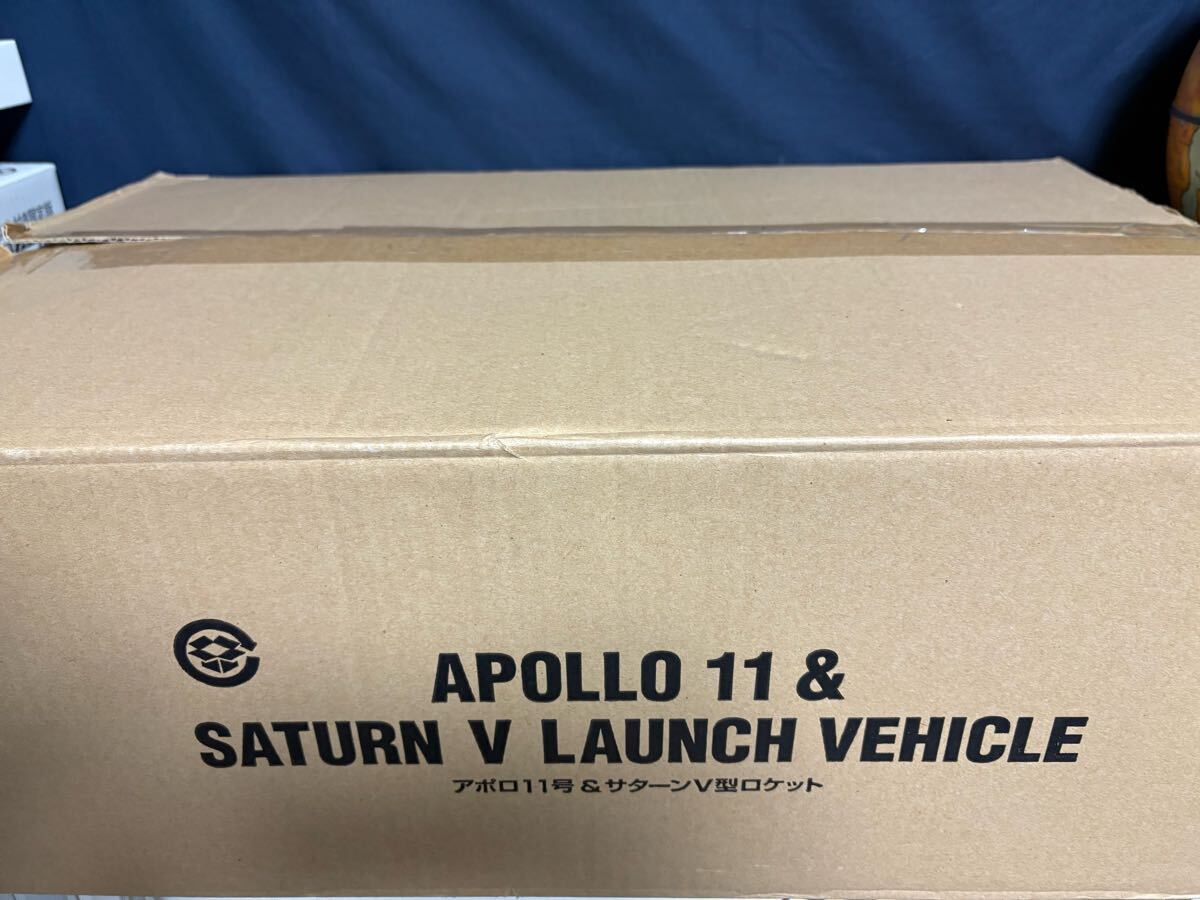 APOLLO 11 &
SATURN V LAUNCH VEHICLE
アポロ11号&サターンV型ロケット